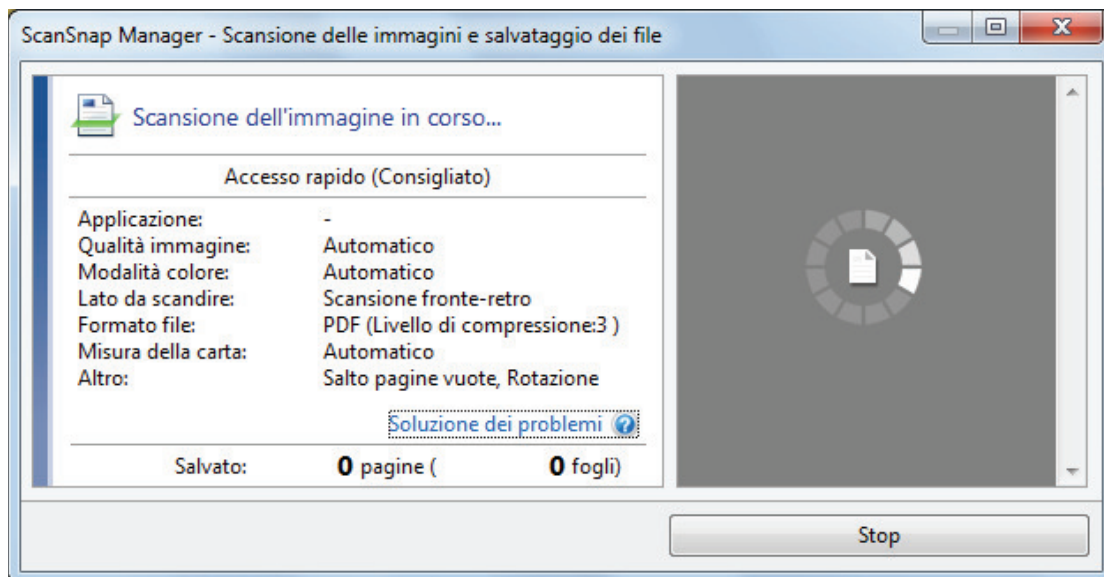 ScanSnap Manager - Scansione delle immagini e salvataggio dei file
Scansione dell'immagine in corso...
Accesso rapido (Consigliato)
Applicazione: -
Qualità immagine: Automatico
Modalità colore: Automatico
Lato da scandire: Scansione fronte-retro
Formato file: PDF (Livello di compressione:3 )
Misura della carta: Automatico
Altro: Salto pagine vuote, Rotazione
Soluzione dei problemi ?
Salvato: 0 pagine ( 0 fogli)
Stop